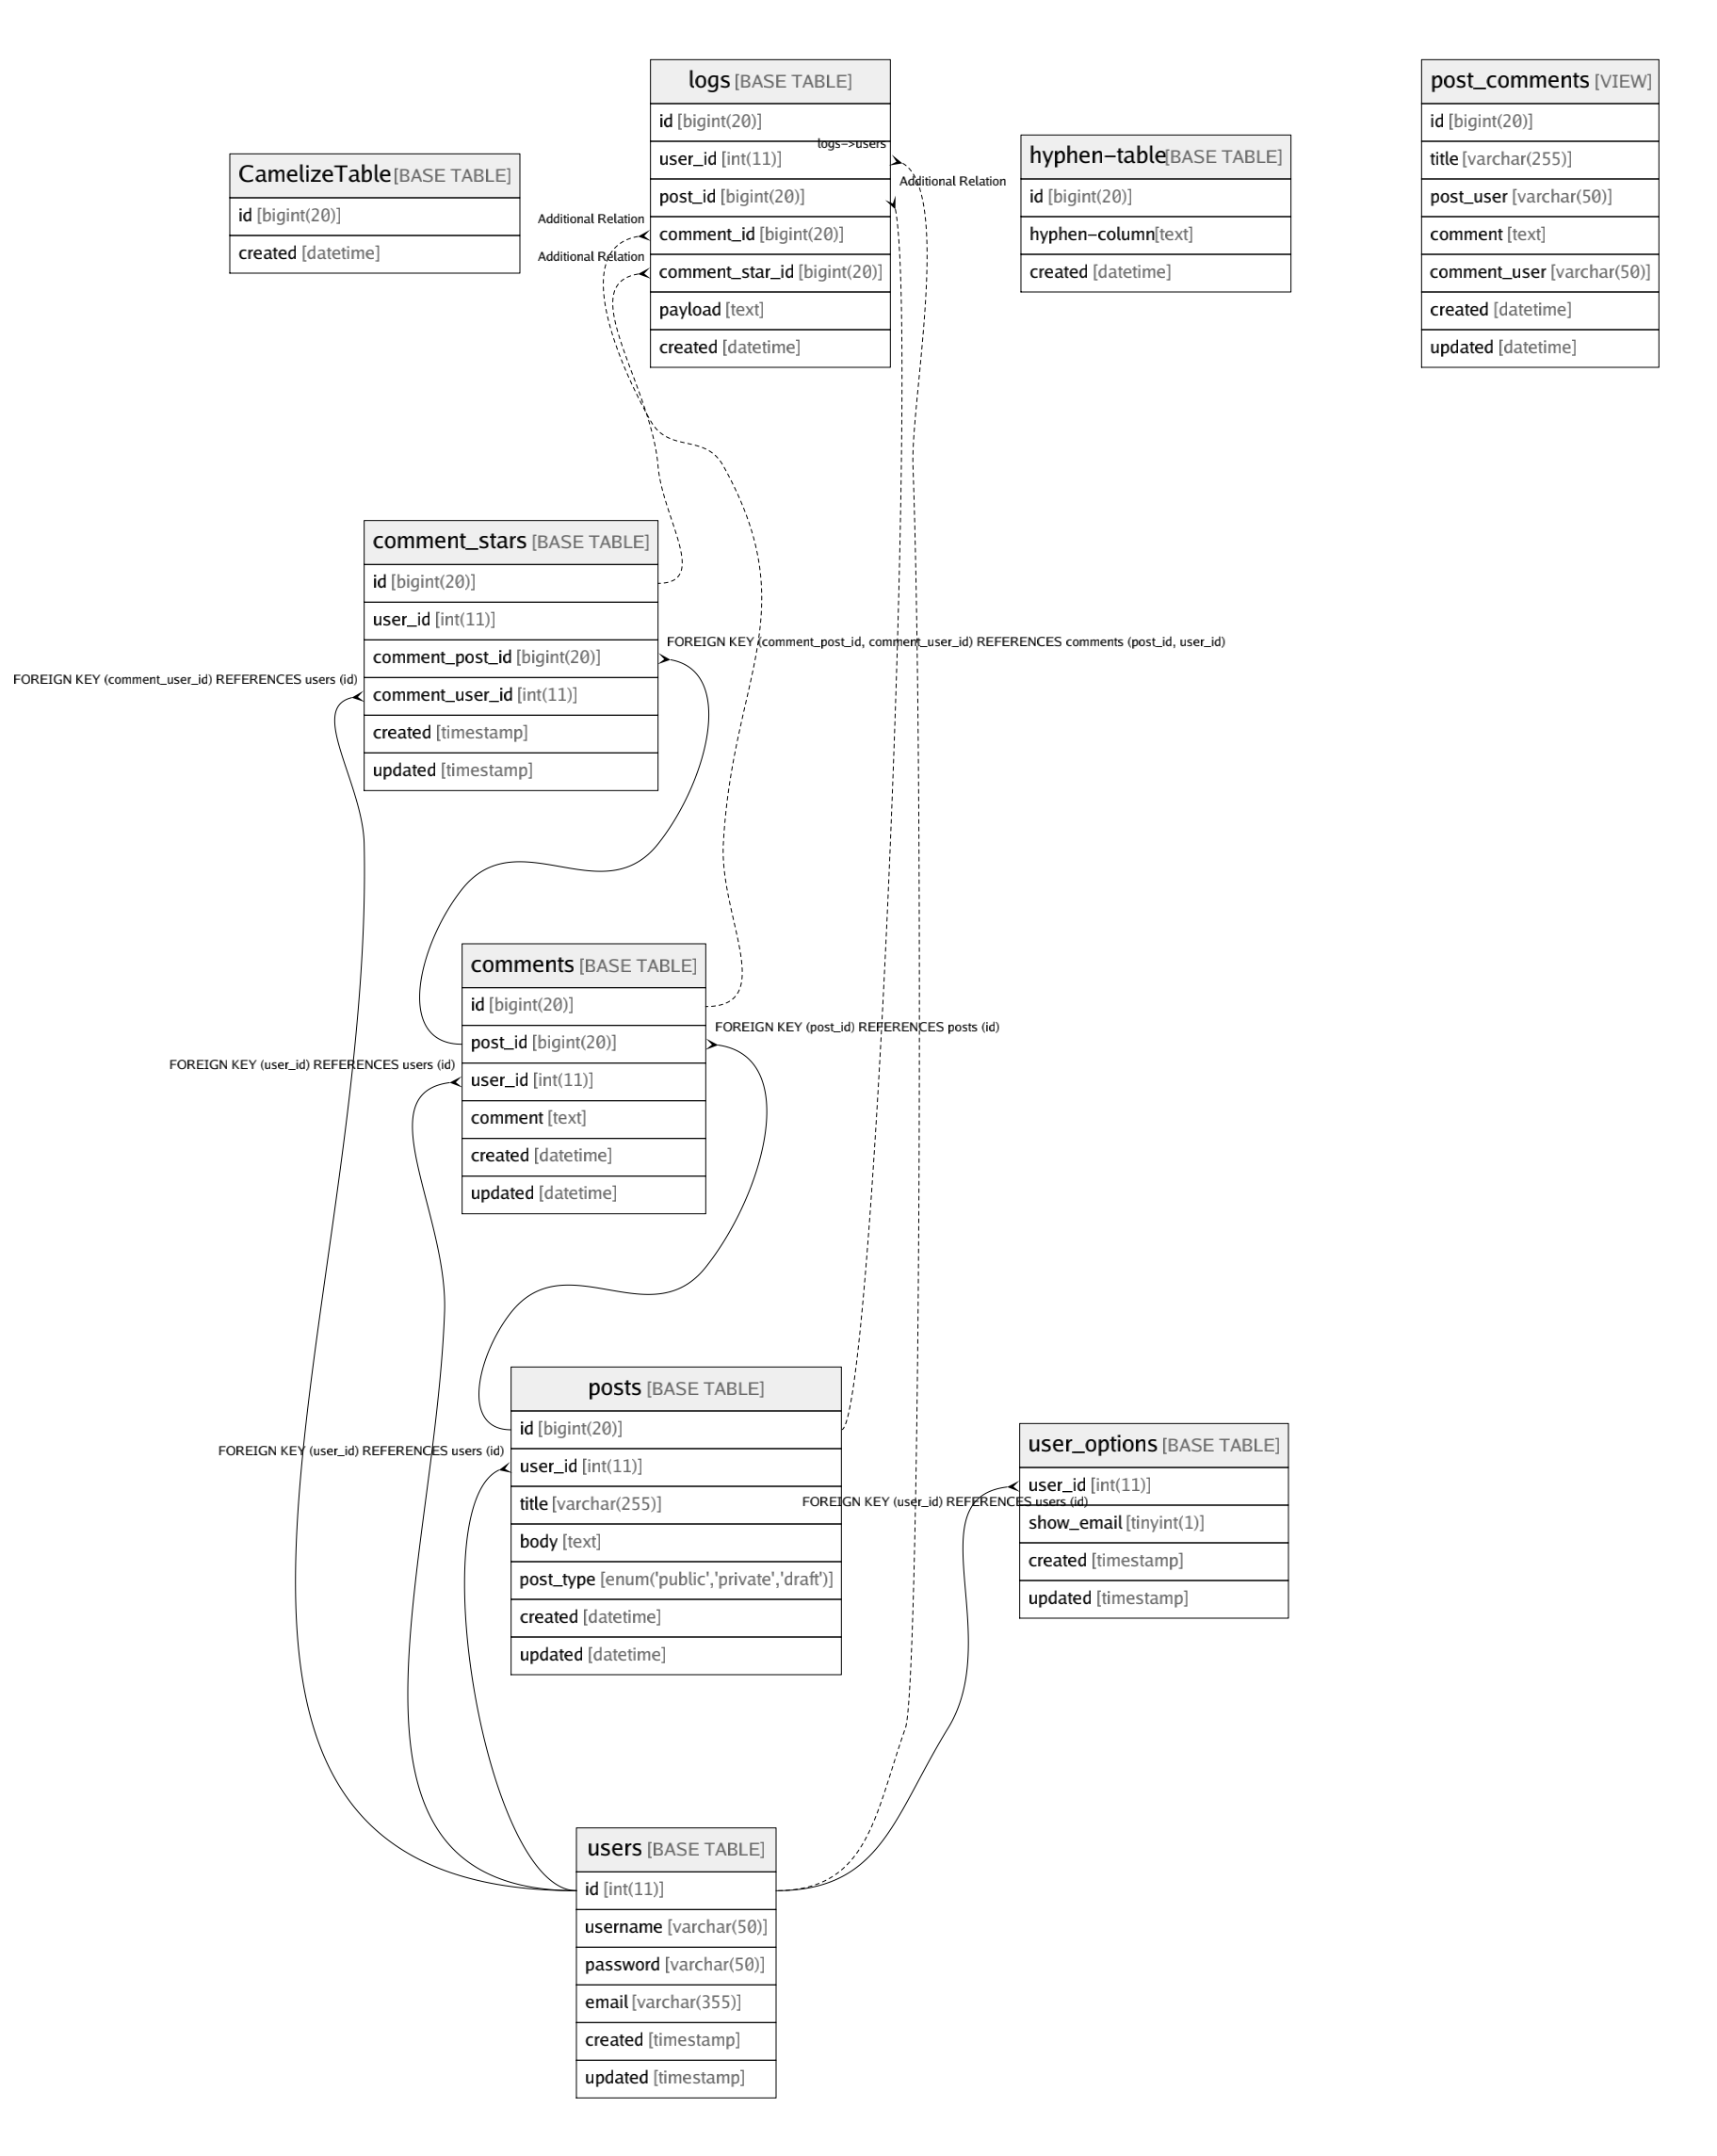 logs [BASE TABLE]
id [bigint(20)]
logs->users
user_id [int(11)]
Additional Relation
post_id [bigint(20)]
Additional Relation
comment_id [bigint(20)]
Additional Relation
comment_star_id [bigint(20)]
payload [text]
created [datetime]
post_comments [VIEW]
id [bigint(20)]
title [varchar(255)]
post_user [varchar(50)]
comment [text]
comment_user [varchar(50)]
created [datetime]
updated [datetime]
CamelizeTable [BASE TABLE]
id [bigint(20)]
created [datetime]
hyphen-table [BASE TABLE]
id [bigint(20)]
hyphen-column [text]
created [datetime]
comment_stars [BASE TABLE]
id [bigint(20)]
user_id [int(11)]
FOREIGN KEY (comment_post_id, comment_user_id) REFERENCES comments (post_id, user_id)
comment_post_id [bigint(20)]
FOREIGN KEY (comment_user_id) REFERENCES users (id)
comment_user_id [int(11)]
created [timestamp]
updated [timestamp]
comments [BASE TABLE]
id [bigint(20)]
FOREIGN KEY (post_id) REFERENCES posts (id)
post_id [bigint(20)]
FOREIGN KEY (user_id) REFERENCES users (id)
user_id [int(11)]
comment [text]
created [datetime]
updated [datetime]
posts [BASE TABLE]
id [bigint(20)]
FOREIGN KEY (user_id) REFERENCES users (id)
user_id [int(11)]
title [varchar(255)]
body [text]
post_type [enum('public','private','draft')]
created [datetime]
updated [datetime]
user_options [BASE TABLE]
user_id [int(11)]
FOREIGN KEY (user_id) REFERENCES users (id)
show_email [tinyint(1)]
created [timestamp]
updated [timestamp]
users [BASE TABLE]
id [int(11)]
username [varchar(50)]
password [varchar(50)]
email [varchar(355)]
created [timestamp]
updated [timestamp]